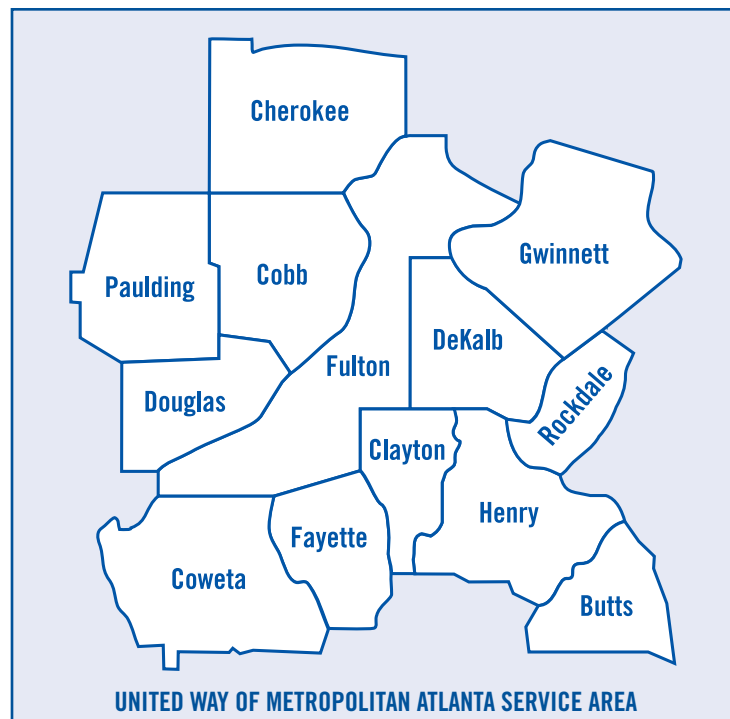 Cherokee
Gwinnett
Paulding
Cobb
DeKalb
Fulton
Douglas
Rockdale
Clayton
Henry
Fayette
Coweta
Butts
UNITED WAY OF METROPOLITAN ATLANTA SERVICE AREA